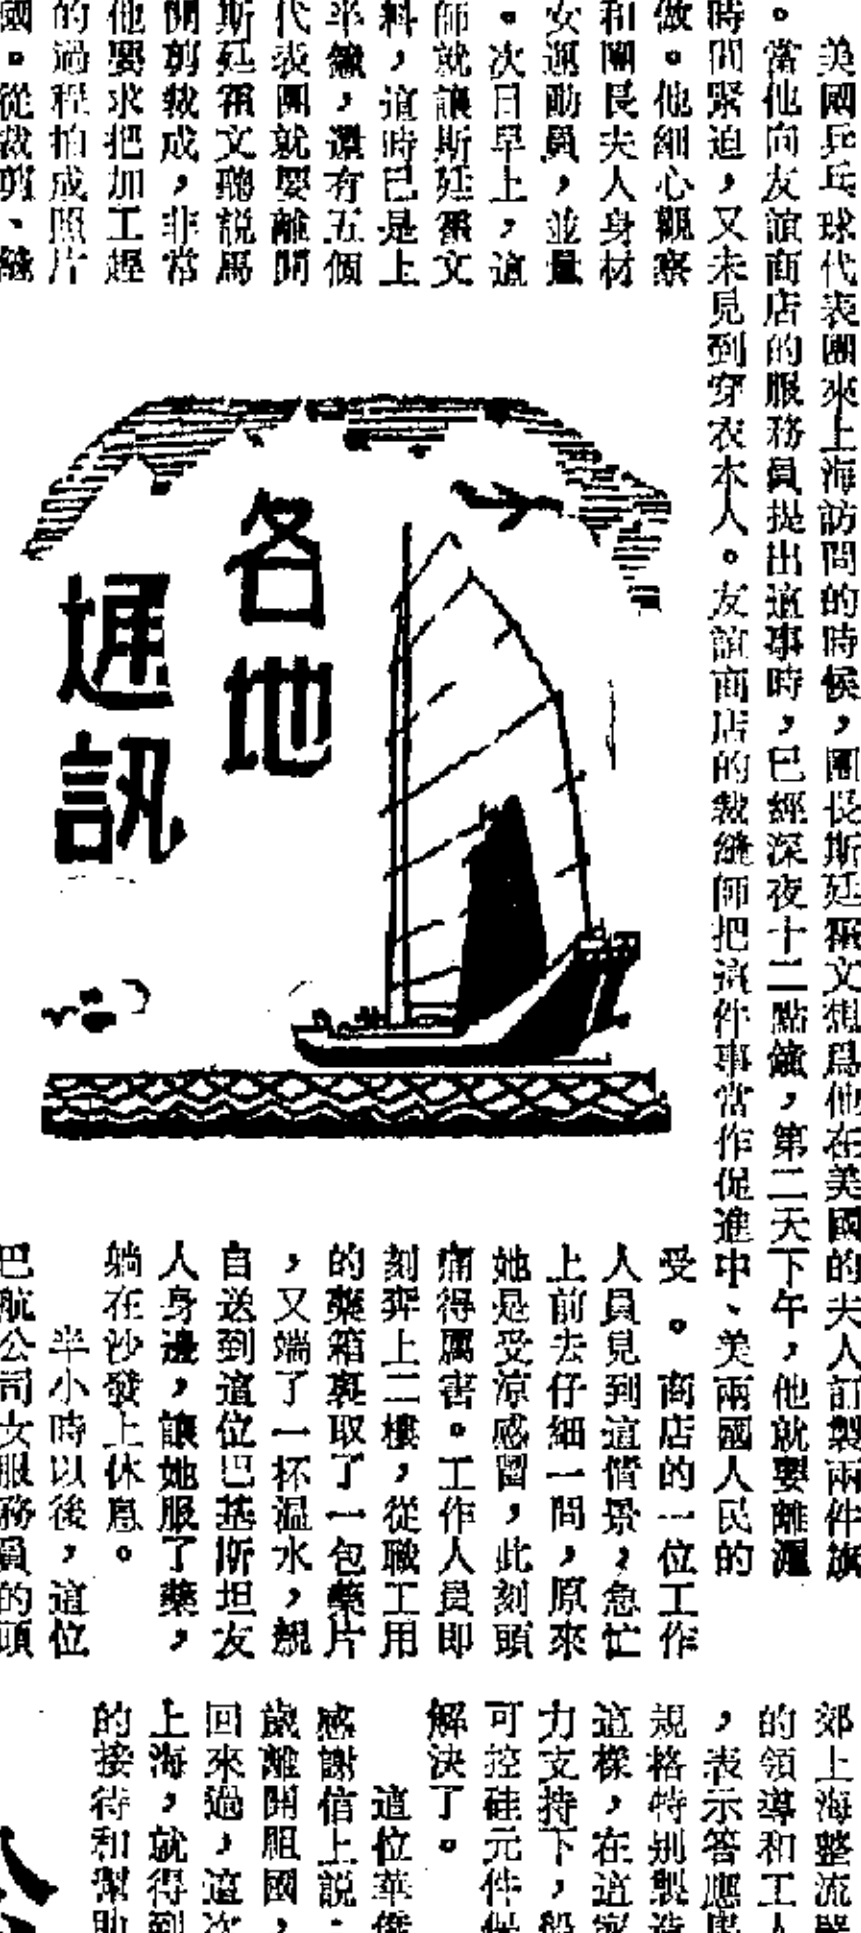 美國乒乓球代表團來上海訪問的時候，團長斯廷霍文想爲他在美國的夫人訂製兩件旗
。當他向友誼商店的服務員提出這事時，已經深夜十二點鐘，第二天下午，他就要離滬
時間緊迫，又未見到穿衣本人。友誼商店的裁縫師把這件事當作促進中、美兩國人民的
做。他細心觀察
和團長夫人身材
女運動員，並量
。次日早上，這
師就讓斯廷霍文
料，這時已是上
半鐘，還有五個
代表團就要離開
斯廷霍文聽説馬
開剪裁成，非常
他要求把加工趕
的過程拍成照片
國。從裁剪、縫
各地
通訊
受。商店的一位工作
人員見到這情景，急忙
上前去仔細一問，原來
她是受涼感冒，此刻頭
痛得厲害。工作人員即
刻奔上二樓，從職工用
的藥箱裏取了一包藥片
，又端了一杯温水，親
自送到這位巴基斯坦友
人身邊，讓她服了藥，
躺在沙發上休息。
半小時以後，這位
巴航公司女服務員的頭
郊上海整流器
的領導和工人
，表示答應
規格特别製造
這樣，在這家
力支持下，
可控硅元件保
解決了。
這位華僑
感謝信上説：
歲離開祖國，
回來過，這次
上海，就得到
的接待和幫助